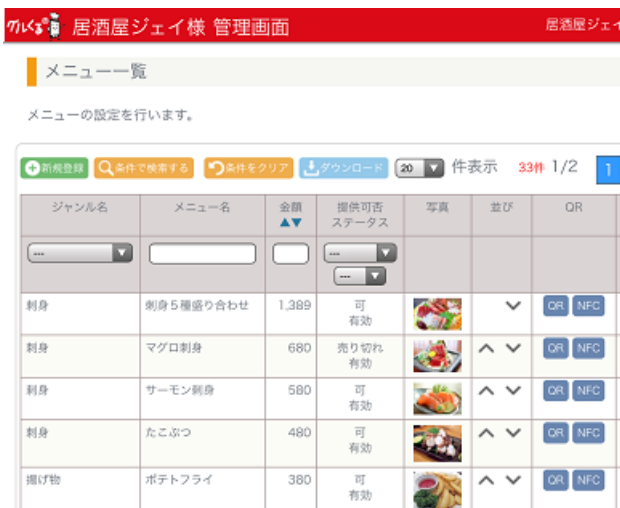 グルくる 居酒屋ジェイ様 管理画面 居酒屋ジェイ
メニュー一覧
メニューの設定を行います。
新規登録 条件で検索する 条件をクリア ダウンロード 20 件表示 33件 1/2 1
ジャンル名 メニュー名 金額 ▲▼ 提供可否 ステータス 写真 並び QR
--- --- 
---
刺身 刺身5種盛り合わせ 1,389 可 有効 QR NFC
刺身 マグロ刺身 680 売り切れ 有効 QR NFC
刺身 サーモン刺身 580 可 有効 QR NFC
刺身 たこぶつ 480 可 有効 QR NFC
揚げ物 ポテトフライ 380 可 有効 QR NFC